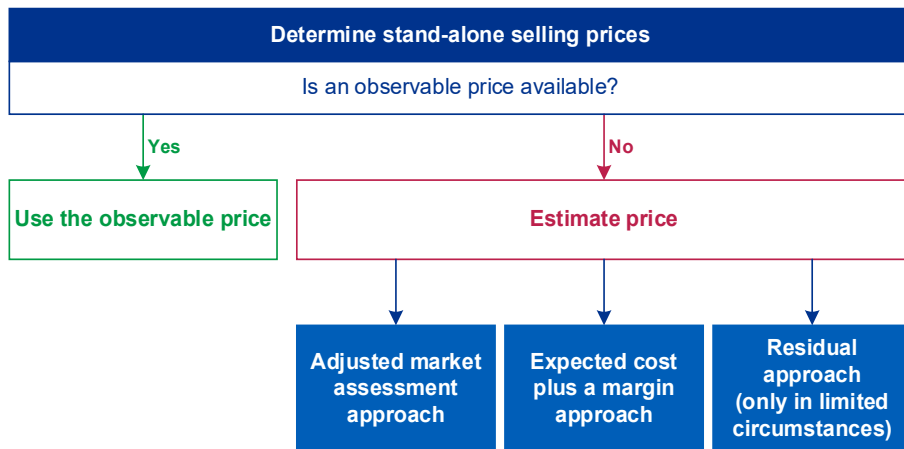 Determine stand-alone selling prices
Is an observable price available?
Yes
No
Use the observable price
Estimate price
Adjusted market
assessment
approach
Expected cost
plus a margin
approach
Residual
approach
(only in limited
circumstances)